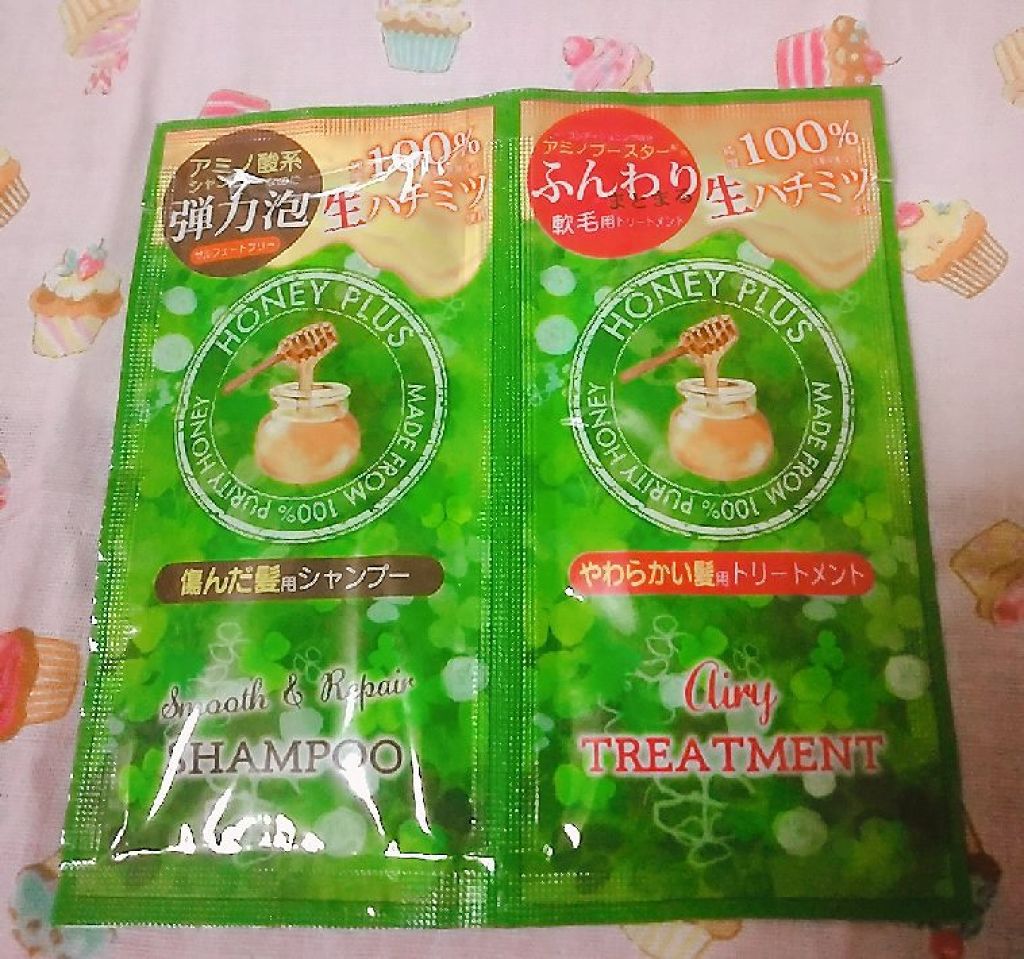 アミノ酸系
弾力泡
サルフェートフリー
100%
生ハチミツ
HONEY PLUS
MADE FROM 100% PURITY HONEY
傷んだ髪用シャンプー
Smooth & Repair
SHAMPOO
アミノブースター
ふんわり
まとまる
軟毛用トリートメント
100%
生ハチミツ
HONEY PLUS
MADE FROM 100% PURITY HONEY
やわらかい髪用トリートメント
Airy
TREATMENT